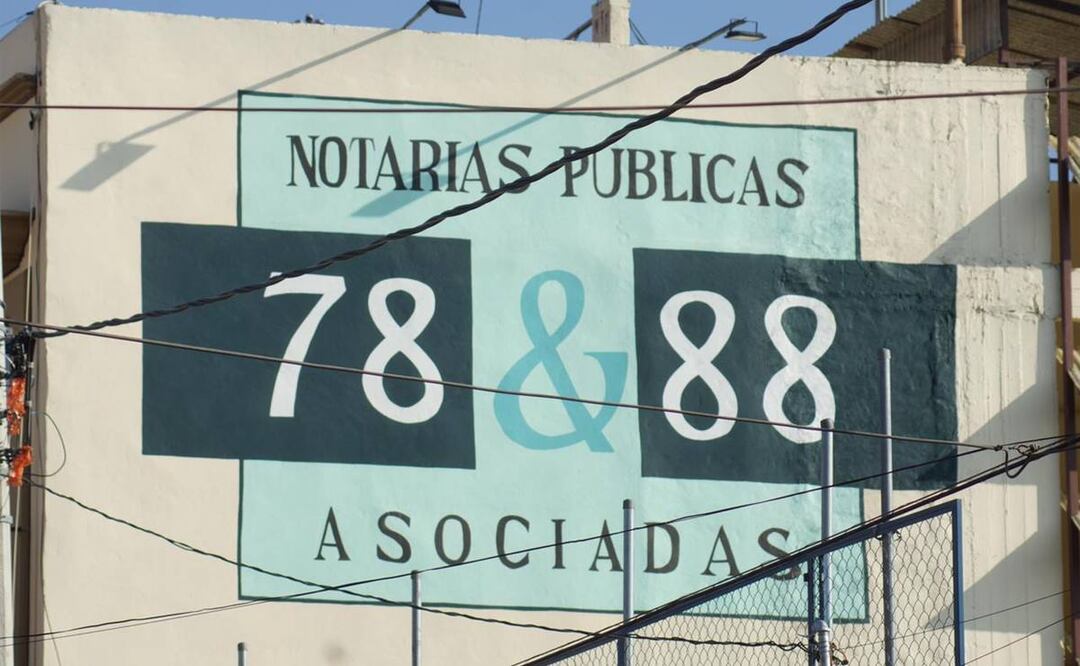 NOTARIAS PUBLICAS
78 & 88
ASOCIADAS